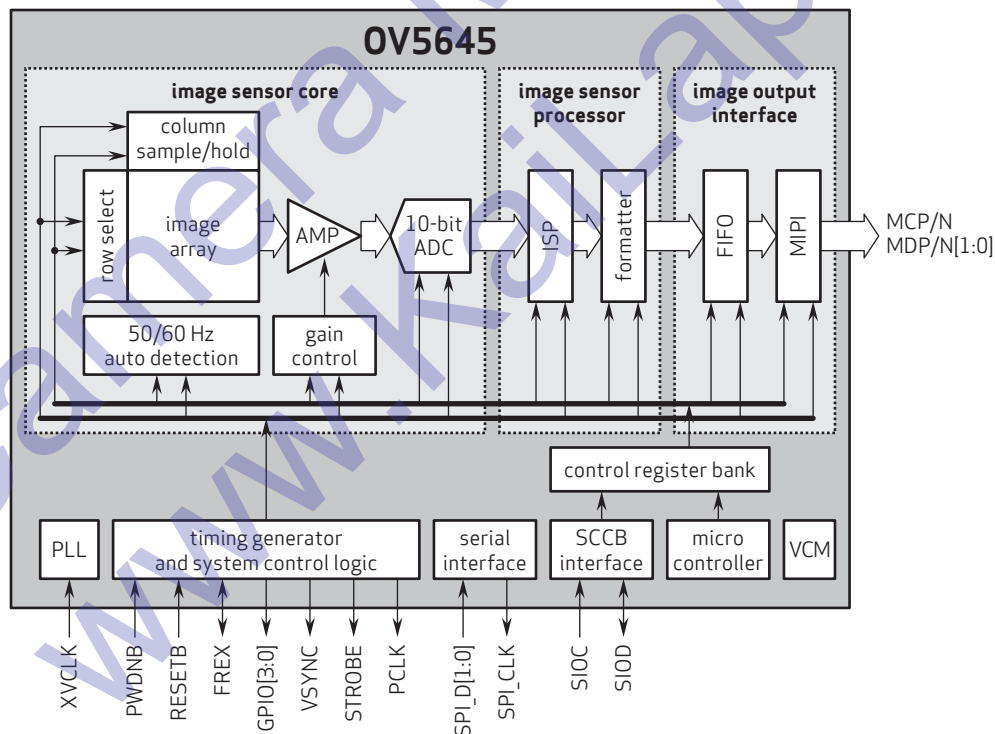 OV5645
image sensor core
image sensor
processor
image output
interface
column
sample/hold
row select
image
array
AMP
10-bit
ADC
ISP
formatter
FIFO
MIPI
MCP/N
MDP/N[1:0]
50/60 Hz
auto detection
gain
control
control register bank
PLL
timing generator
and system control logic
serial
interface
SCCB
interface
micro
controller
VCM
XVCLK
PWDNB
RESETB
FREX
GPIO[3:0]
VSYNC
STROBE
PCLK
SPI_D[1:0]
SPI_CLK
SIOC
SIOD